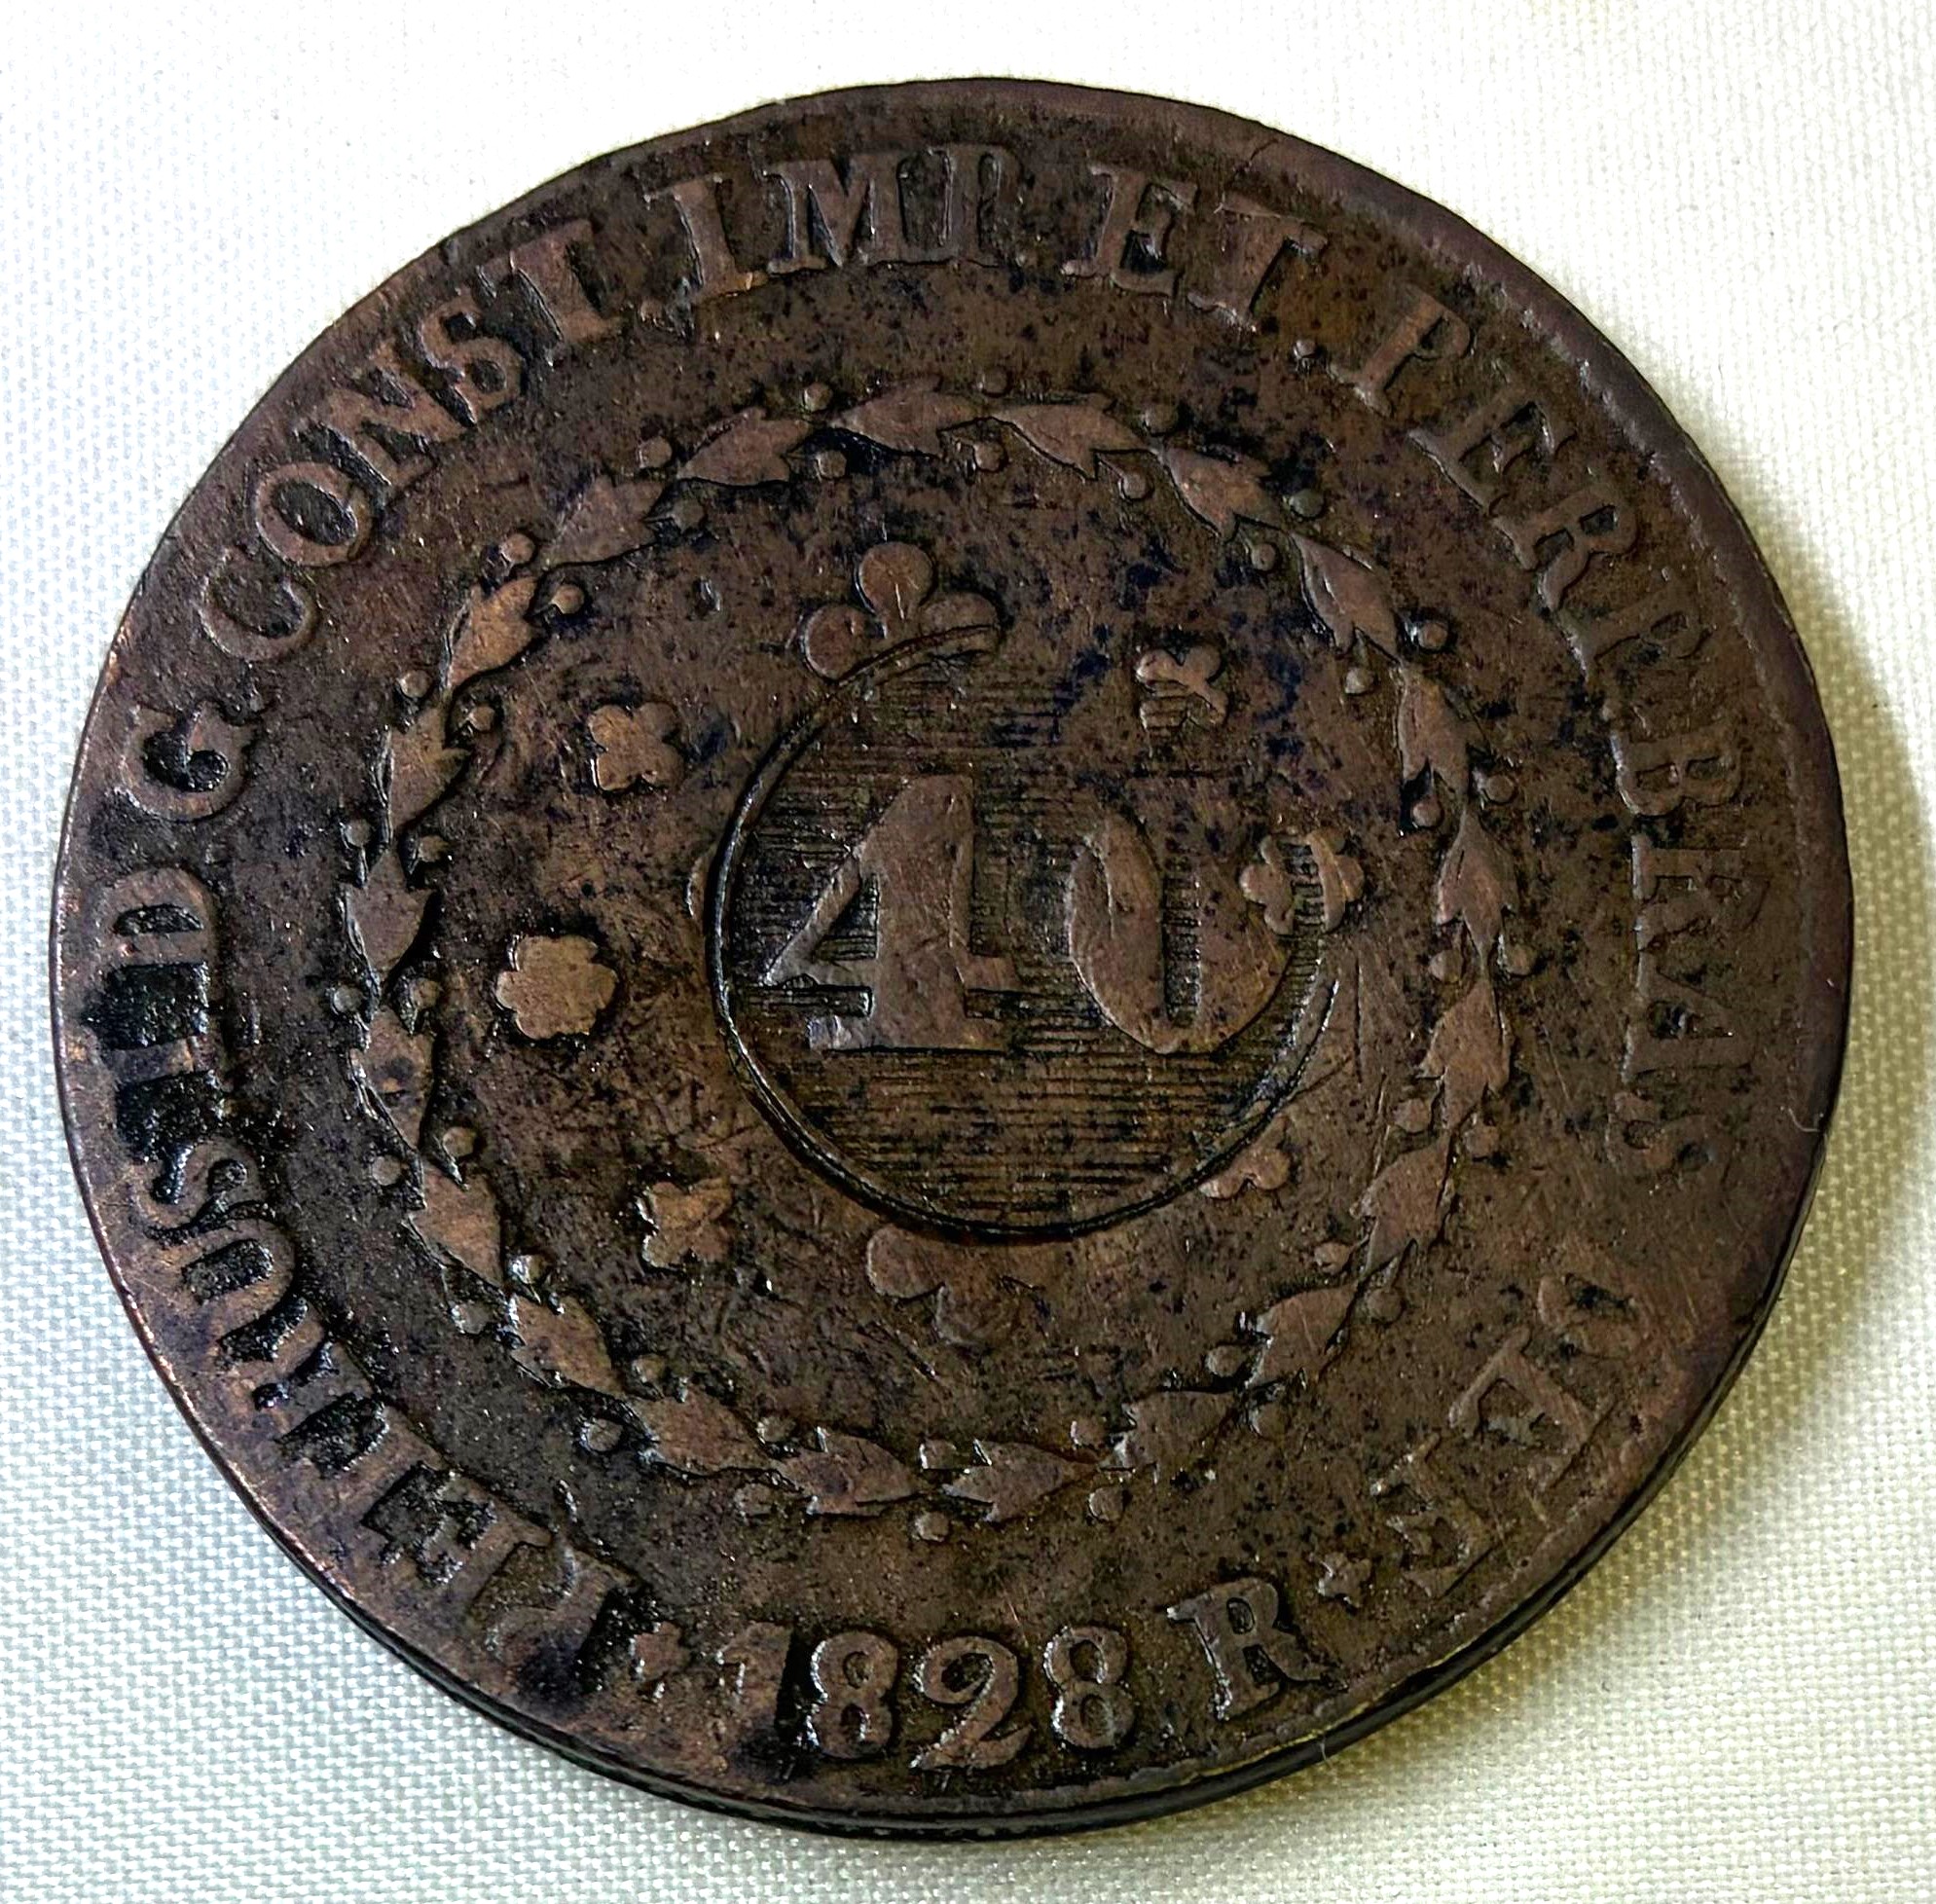 PETRUS I D G CONST. IMP. ET. PERP. BRAS. DEF.
1828 R
40